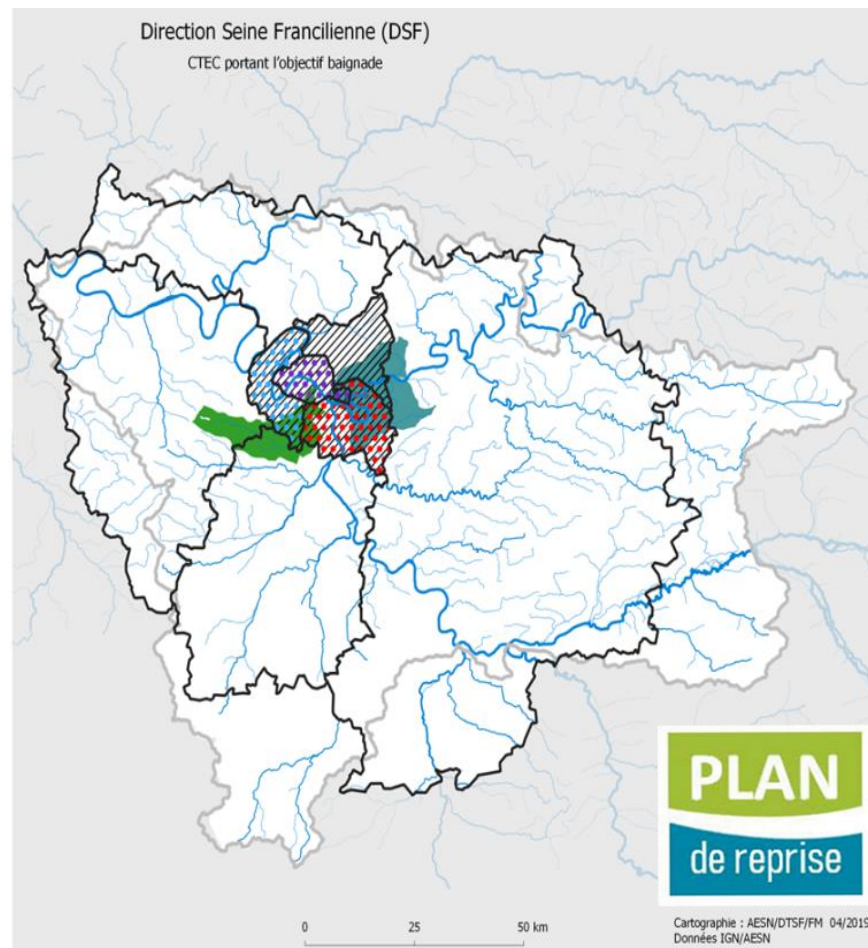 Direction Seine Francilienne (DSF)
CTEC portant l'objectif baignade
PLAN
de reprise
0 25 50 km
Cartographie : AESN/DTSF/FM 04/2019
Données IGN/AESN